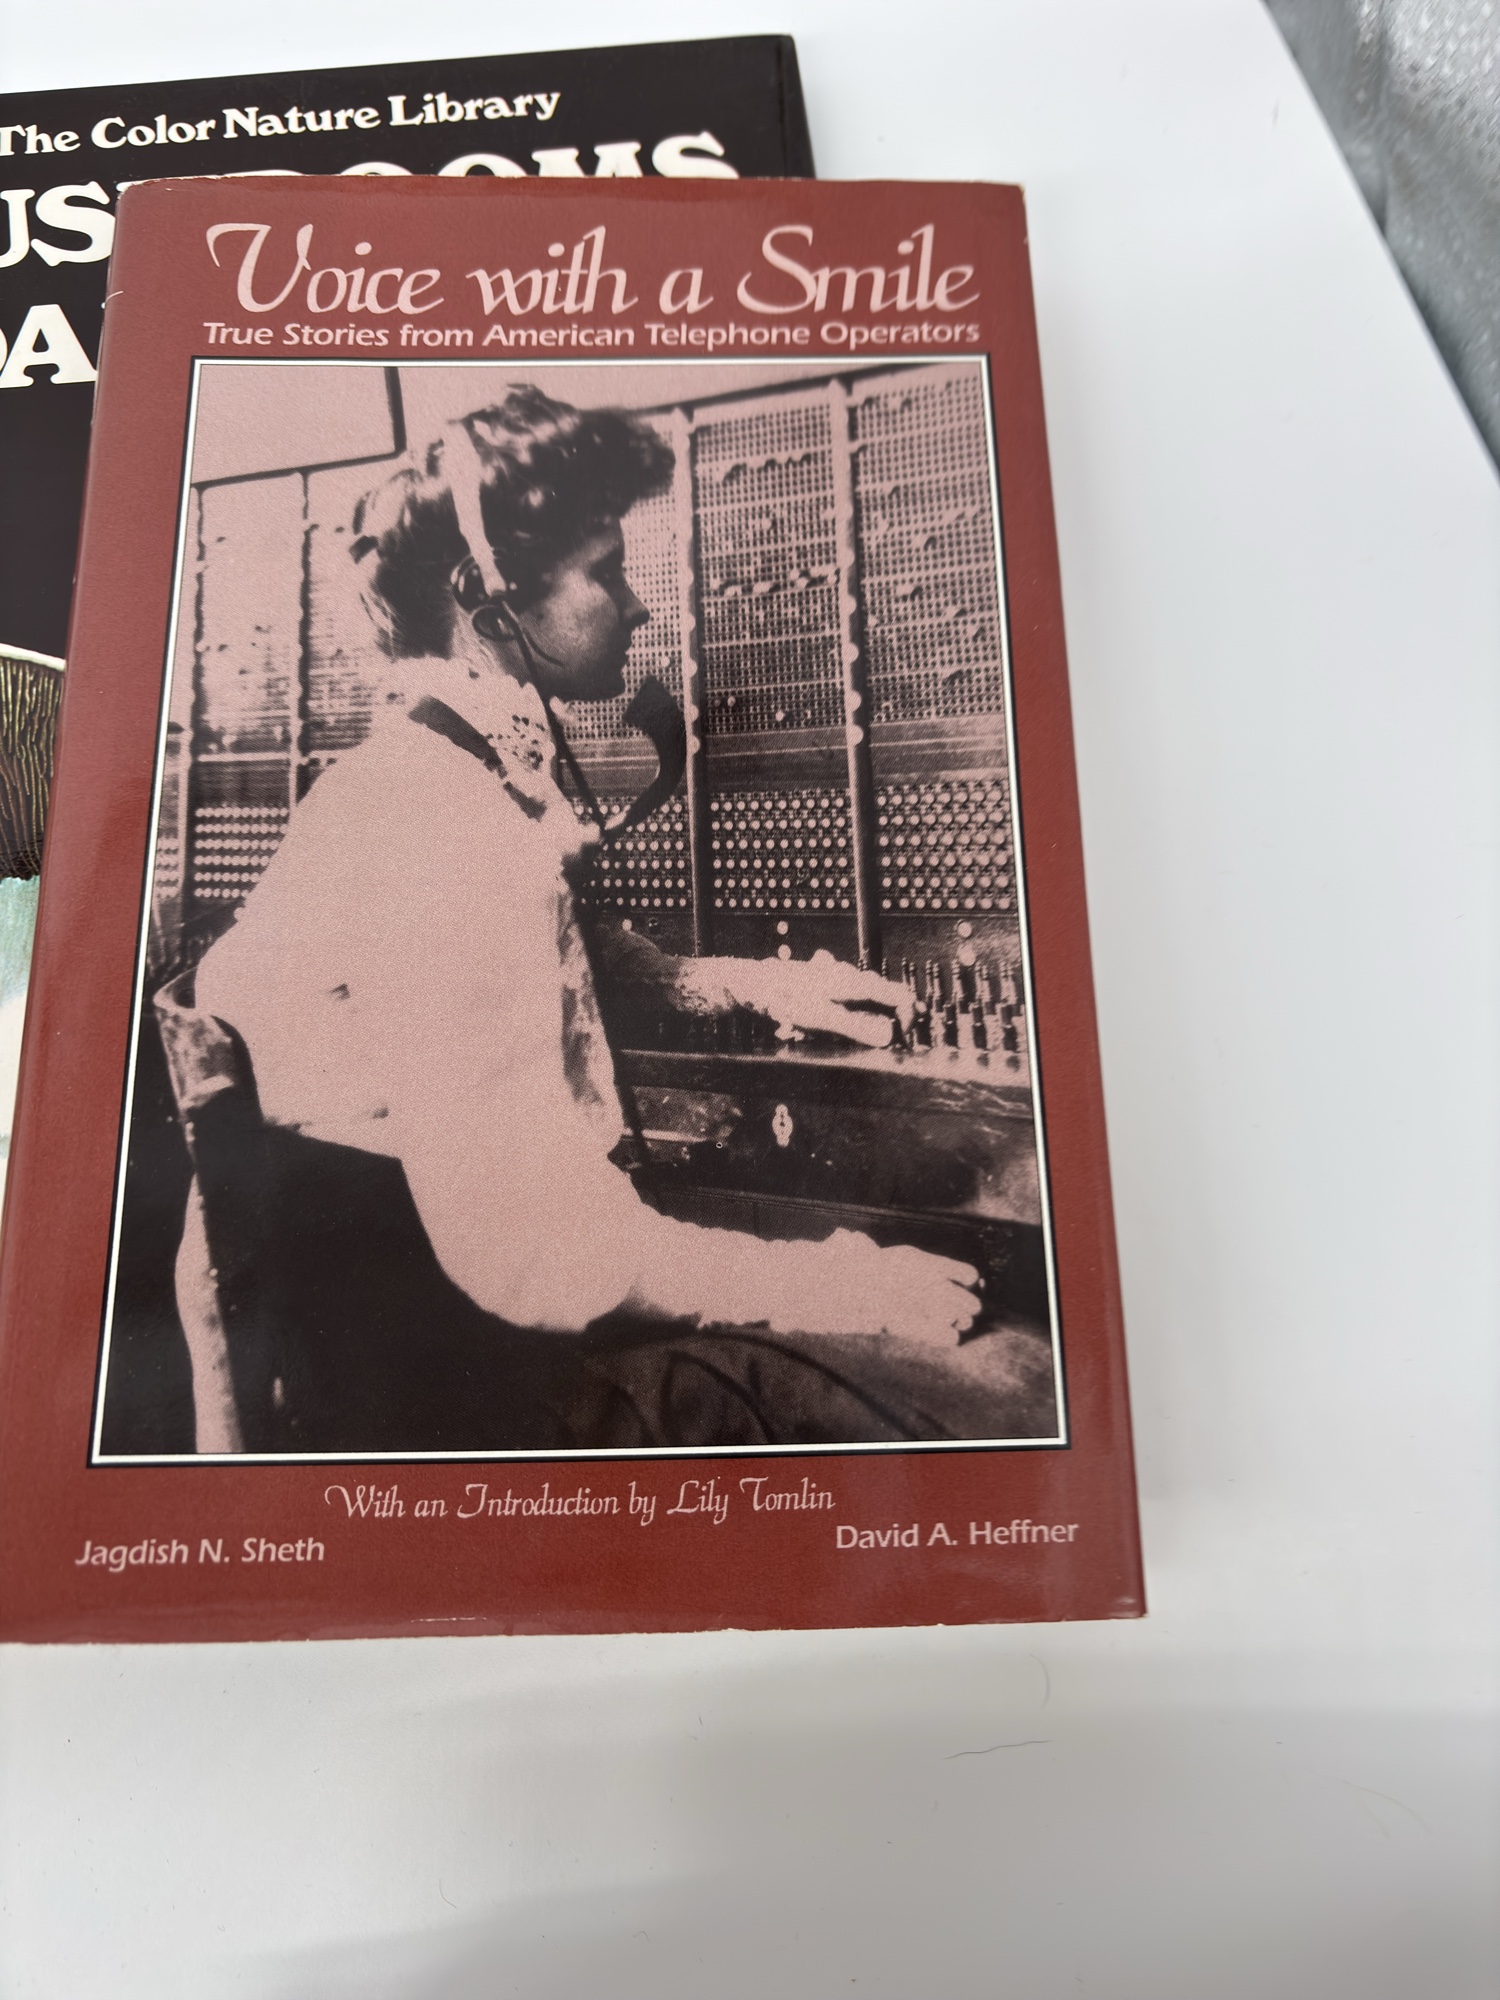 The Color Nature Library
Voice with a Smile
True Stories from American Telephone Operators
With an Introduction by Lily Tomlin
Jagdish N. Sheth
David A. Heffner